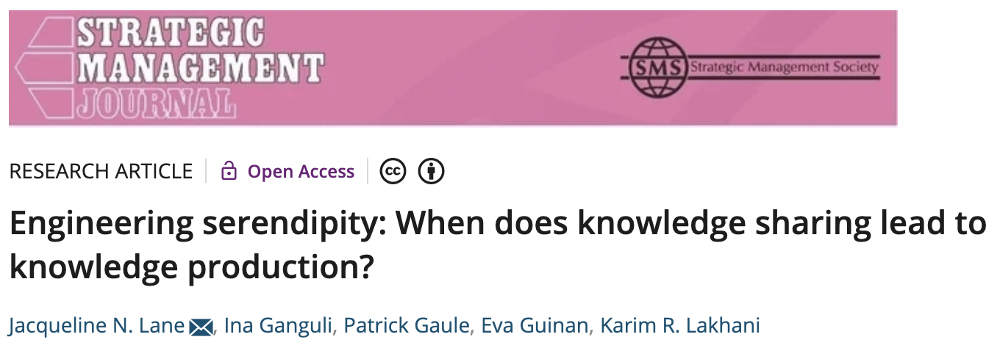 STRATEGIC
MANAGEMENT
JOURNAL
SMS Strategic Management Society
RESEARCH ARTICLE Open Access cc
Engineering serendipity: When does knowledge sharing lead to
knowledge production?
Jacqueline N. Lane, Ina Ganguli, Patrick Gaule, Eva Guinan, Karim R. Lakhani